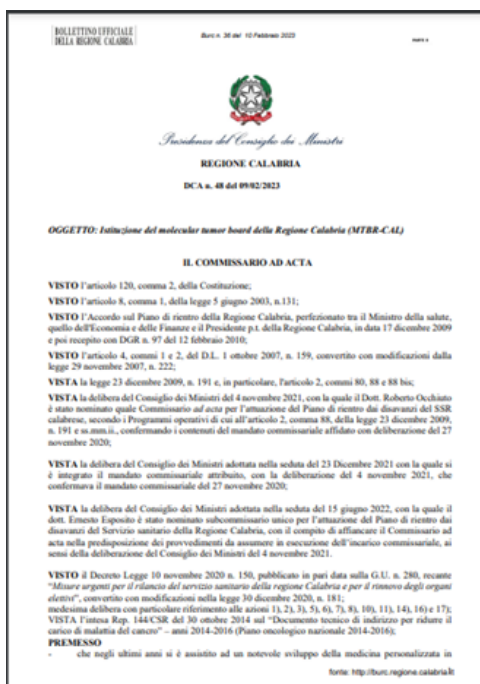 BOLLETTINO UFFICIALE
DELLA REGIONE CALABRIA
Burc n. 36 del 10 Febbraio 2023
Presidenza del Consiglio dei Ministri
REGIONE CALABRIA
DCA n. 48 del 09/02/2023
OGGETTO: Istituzione del molecular tumor board della Regione Calabria (MTBR-CAL)
IL COMMISSARIO AD ACTA
VISTO l'articolo 120, comma 2, della Costituzione;
VISTO l'articolo 8, comma 1, della legge 5 giugno 2003, n.131;
VISTO l'Accordo sul Piano di rientro della Regione Calabria, perfezionato tra il Ministro della salute,
quello dell'Economia e delle Finanze e il Presidente p.t. della Regione Calabria, in data 17 dicembre 2009
e poi recepito con DGR n. 97 del 12 febbraio 2010;
VISTO l'articolo 4, commi 1 e 2, del D.L. 1 ottobre 2007, n. 159, convertito con modificazioni dalla
legge 29 novembre 2007, n. 222;
VISTA la legge 23 dicembre 2009, n. 191 e, in particolare, l'articolo 2, commi 80, 88 e 88 bis;
VISTA la delibera del Consiglio dei Ministri del 4 novembre 2021, con la quale il Dott. Roberto Occhiuto
è stato nominato quale Commissario ad acta per l'attuazione del Piano di rientro dai disavanzi del SSR
calabrese, secondo i Programmi operativi di cui all'articolo 2, comma 88, della legge 23 dicembre 2009,
n. 191 e ss.mm.ii., confermando i contenuti del mandato commissariale affidato con deliberazione del 27
novembre 2020;
VISTA la delibera del Consiglio dei Ministri adottata nella seduta del 23 Dicembre 2021 con la quale si
è integrato il mandato commissariale attribuito, con la deliberazione del 4 novembre 2021, che
confermava il mandato commissariale del 27 novembre 2020;
VISTA la delibera del Consiglio dei Ministri adottata nella seduta del 15 giugno 2022, con la quale il
dott. Ernesto Esposito è stato nominato subcommissario unico per l'attuazione del Piano di rientro dai
disavanzi del Servizio sanitario della Regione Calabria, con il compito di affiancare il Commissario ad
acta nella predisposizione dei provvedimenti da assumere in esecuzione dell'incarico commissariale, ai
sensi della deliberazione del Consiglio dei Ministri del 4 novembre 2021.
VISTO il Decreto Legge 10 novembre 2020 n. 150, pubblicato in pari data sulla G.U. n. 280, recante
"Misure urgenti per il rilancio del servizio sanitario della regione Calabria e per il rinnovo degli organi
elettivi", convertito con modificazioni nella legge 30 dicembre 2020, n. 181;
medesima delibera con particolare riferimento alle azioni 1), 2), 3), 5), 6), 7), 8), 10), 11), 14), 16) e 17);
VISTA l'intesa Rep. 144/CSR del 30 ottobre 2014 sul "Documento tecnico di indirizzo per ridurre il
carico di malattia del cancro" – anni 2014-2016 (Piano oncologico nazionale 2014-2016);
PREMESSO
- che negli ultimi anni si è assistito ad un notevole sviluppo della medicina personalizzata in
fonte: http://burc.regione.calabria.it